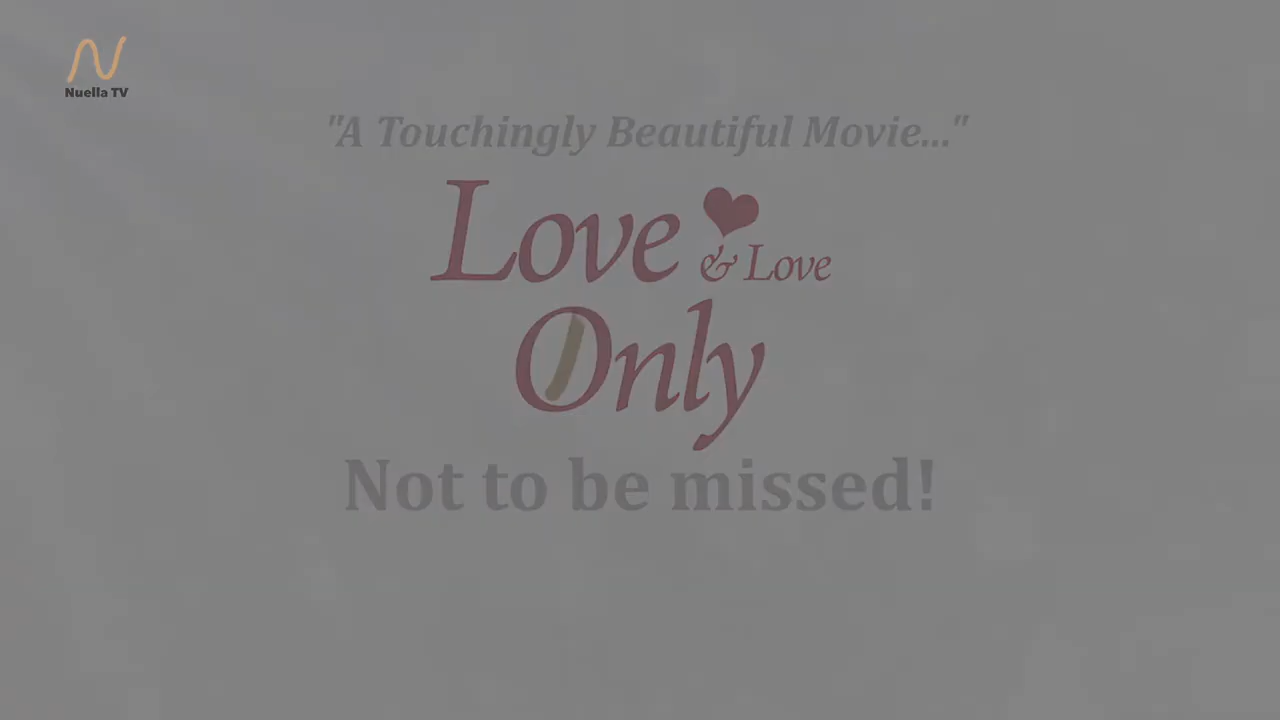 Nuella TV
"A Touchingly Beautiful Movie..."
Love & Love
Only
Not to be missed!